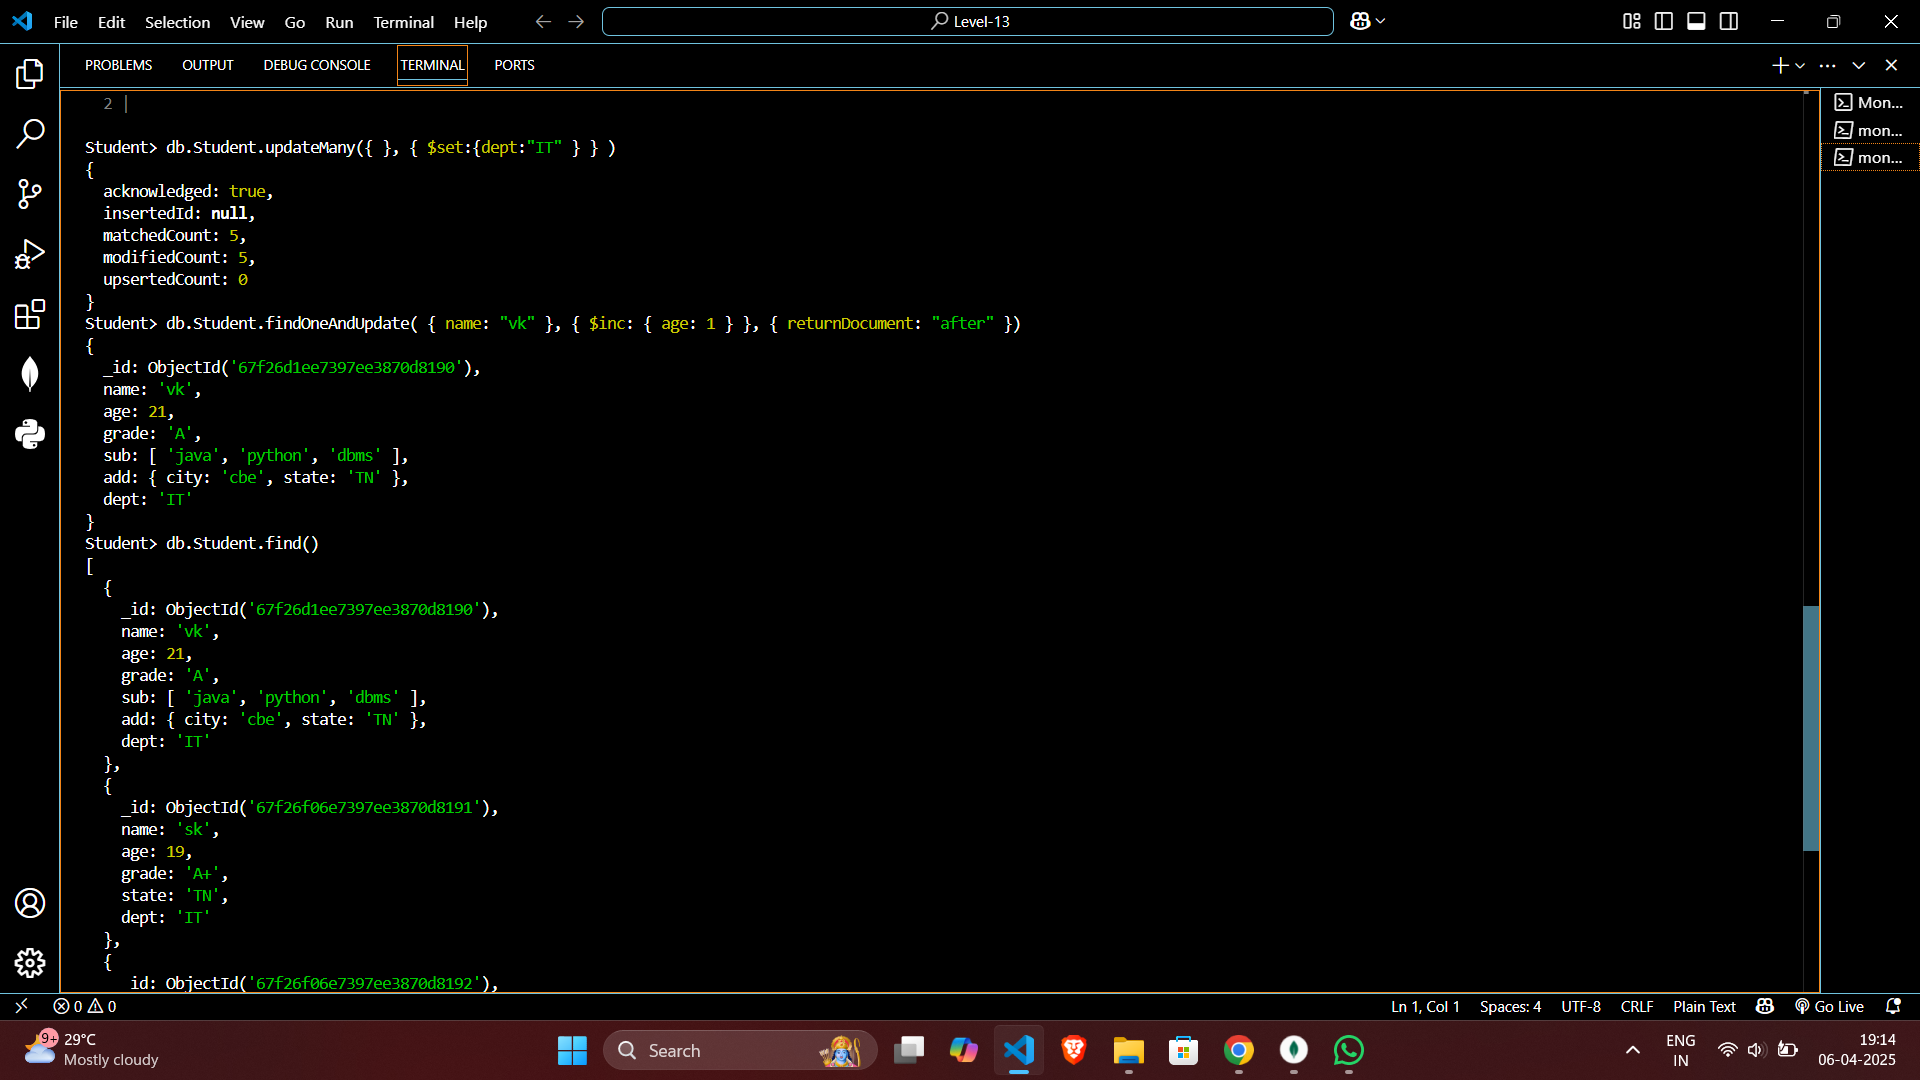 File Edit Selection View Go Run Terminal Help
Level-13
PROBLEMS OUTPUT DEBUG CONSOLE TERMINAL PORTS
Mon...
mon...
mon...
2
Student> db.Student.updateMany({ }, { $set:{dept:"IT" } } )
{
  acknowledged: true,
  insertedId: null,
  matchedCount: 5,
  modifiedCount: 5,
  upsertedCount: 0
}
Student> db.Student.findOneAndUpdate( { name: "vk" }, { $inc: { age: 1 } }, { returnDocument: "after" })
{
  _id: ObjectId('67f26d1ee7397ee3870d8190'),
  name: 'vk',
  age: 21,
  grade: 'A',
  sub: [ 'java', 'python', 'dbms' ],
  add: { city: 'cbe', state: 'TN' },
  dept: 'IT'
}
Student> db.Student.find()
[
  {
    _id: ObjectId('67f26d1ee7397ee3870d8190'),
    name: 'vk',
    age: 21,
    grade: 'A',
    sub: [ 'java', 'python', 'dbms' ],
    add: { city: 'cbe', state: 'TN' },
    dept: 'IT'
  },
  {
    _id: ObjectId('67f26f06e7397ee3870d8191'),
    name: 'sk',
    age: 19,
    grade: 'A+',
    state: 'TN',
    dept: 'IT'
  },
  {
    _id: ObjectId('67f26f06e7397ee3870d8192'),
0 0 Ln 1, Col 1 Spaces: 4 UTF-8 CRLF Plain Text Go Live
9+ 29°C
Mostly cloudy
Search
ENG
IN
19:14
06-04-2025